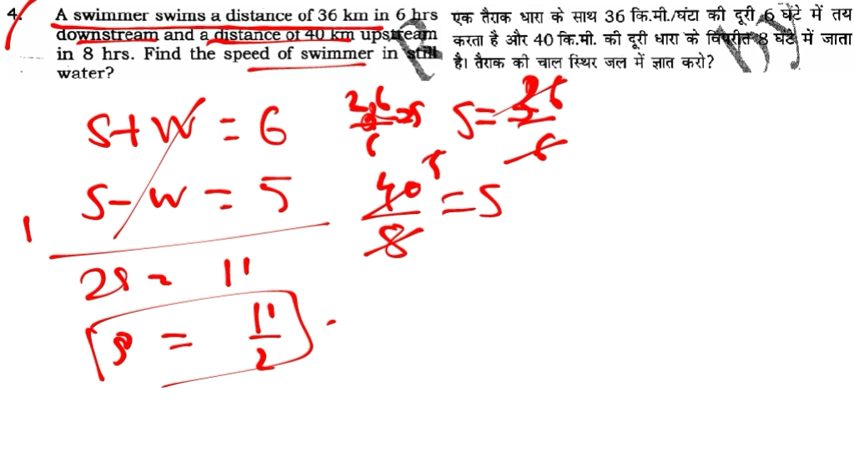 4. A swimmer swims a distance of 36 km in 6 hrs
downstream and a distance of 40 km upstream
in 8 hrs. Find the speed of swimmer in still
water?
एक तैराक धारा के साथ 36 कि.मी./घंटा की दूरी 6 घंटे में तय
करता है और 40 कि.मी. की दूरी धारा के विपरीत 8 घंटे में जाता
है। तैराक की चाल स्थिर जल में ज्ञात करो?
S+W = 6
S-W = 5
2S = 11
S = 11/2
40/8 = 5